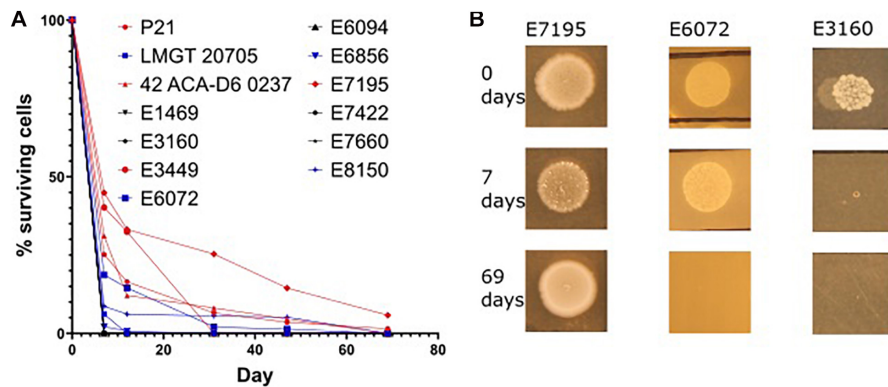 A
B
100
50
0
% surviving cells
P21
LMGT 20705
42 ACA-D6 0237
E1469
E3160
E3449
E6072
E6094
E6856
E7195
E7422
E7660
E8150
0 20 40 60 80
Day
E7195 E6072 E3160
0
days
7
days
69
days